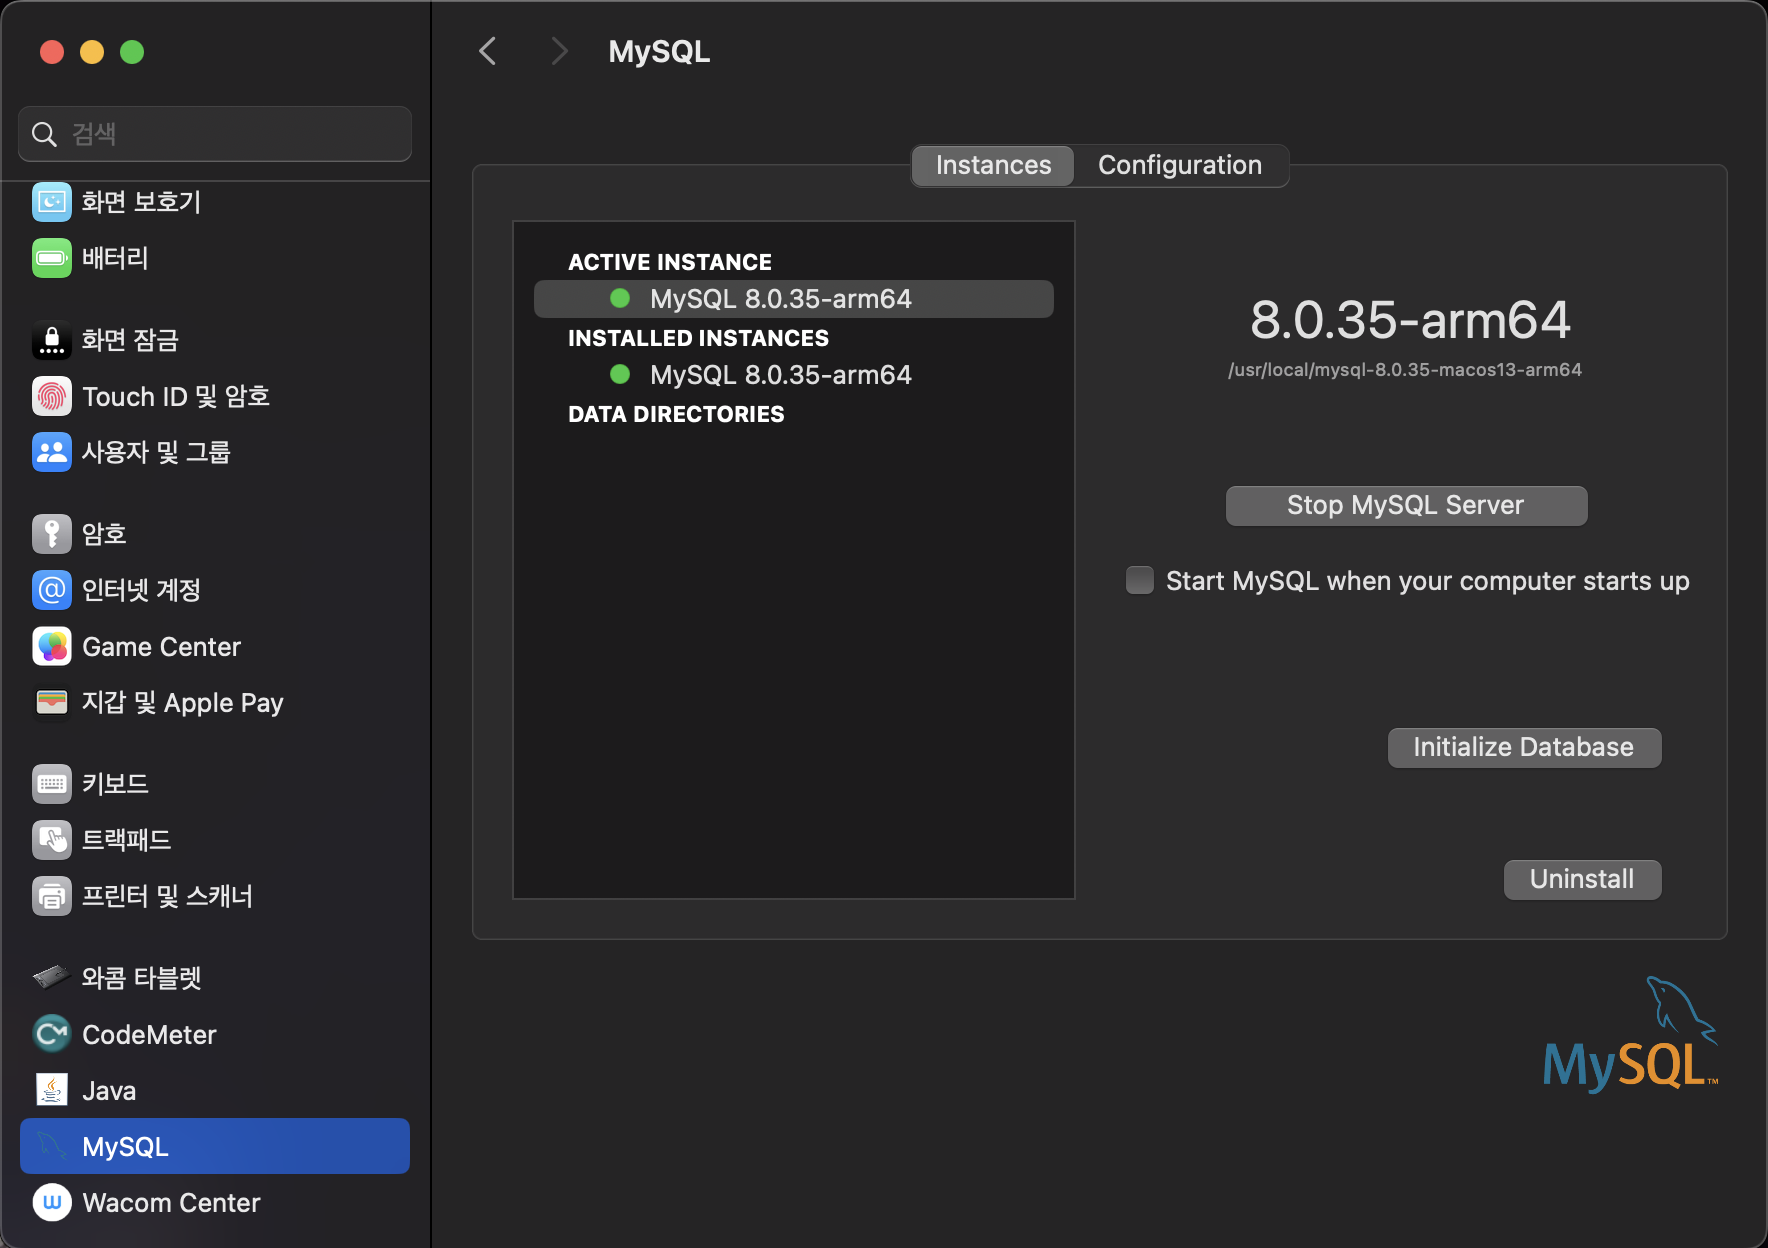 검색
화면 보호기
배터리
화면 잠금
Touch ID 및 암호
사용자 및 그룹
암호
인터넷 계정
Game Center
지갑 및 Apple Pay
키보드
트랙패드
프린터 및 스캐너
와콤 타블렛
CodeMeter
Java
MySQL
Wacom Center
MySQL
Instances
Configuration
ACTIVE INSTANCE
MySQL 8.0.35-arm64
INSTALLED INSTANCES
MySQL 8.0.35-arm64
DATA DIRECTORIES
8.0.35-arm64
/usr/local/mysql-8.0.35-macos13-arm64
Stop MySQL Server
Start MySQL when your computer starts up
Initialize Database
Uninstall
MySQL™